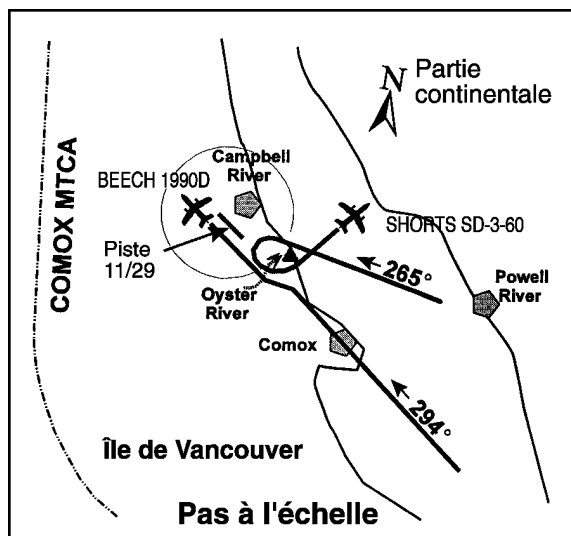 N
Partie
continentale
Campbell
River
BEECH 1990D
SHORTS SD-3-60
Piste
11/29
COMOX MTCA
265°
Oyster
River
Powell
River
Comox
294°
Île de Vancouver
Pas à l'échelle